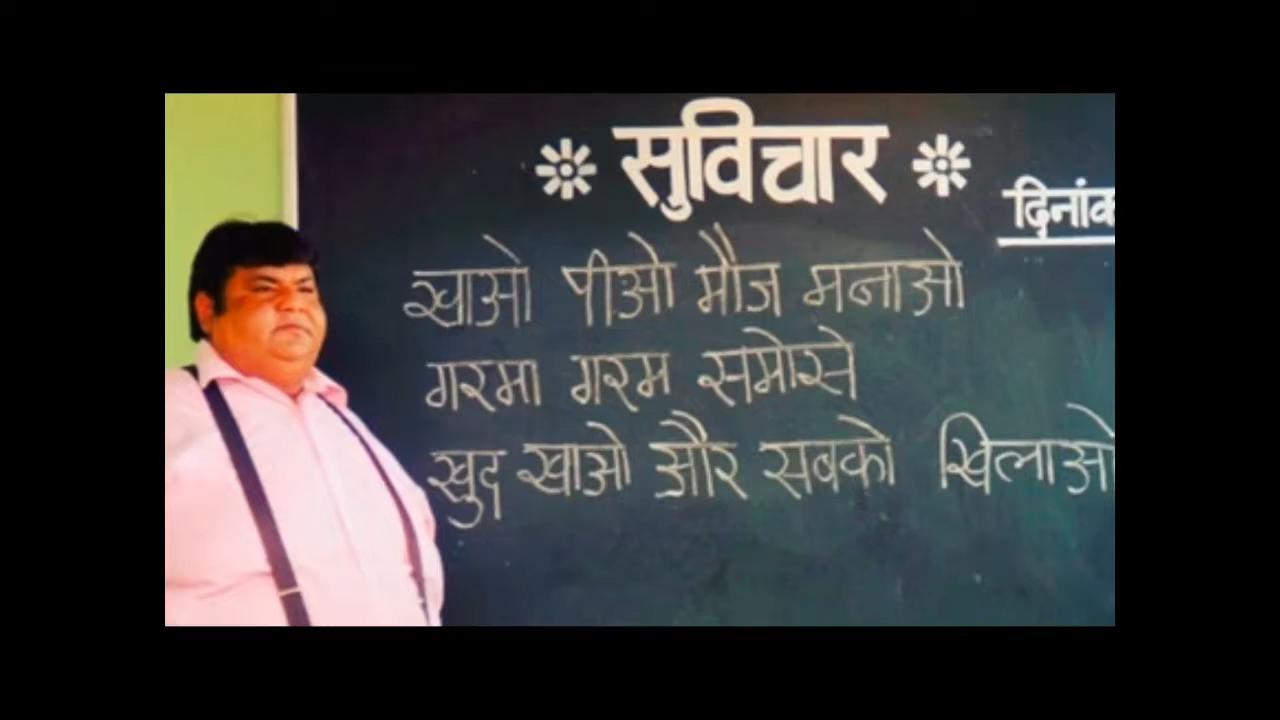 सुविचार
दिनांक
खाओ पीओ मौज मनाओ
गरमा गरम समोसे
खुद खाओ और सबको खिलाओ